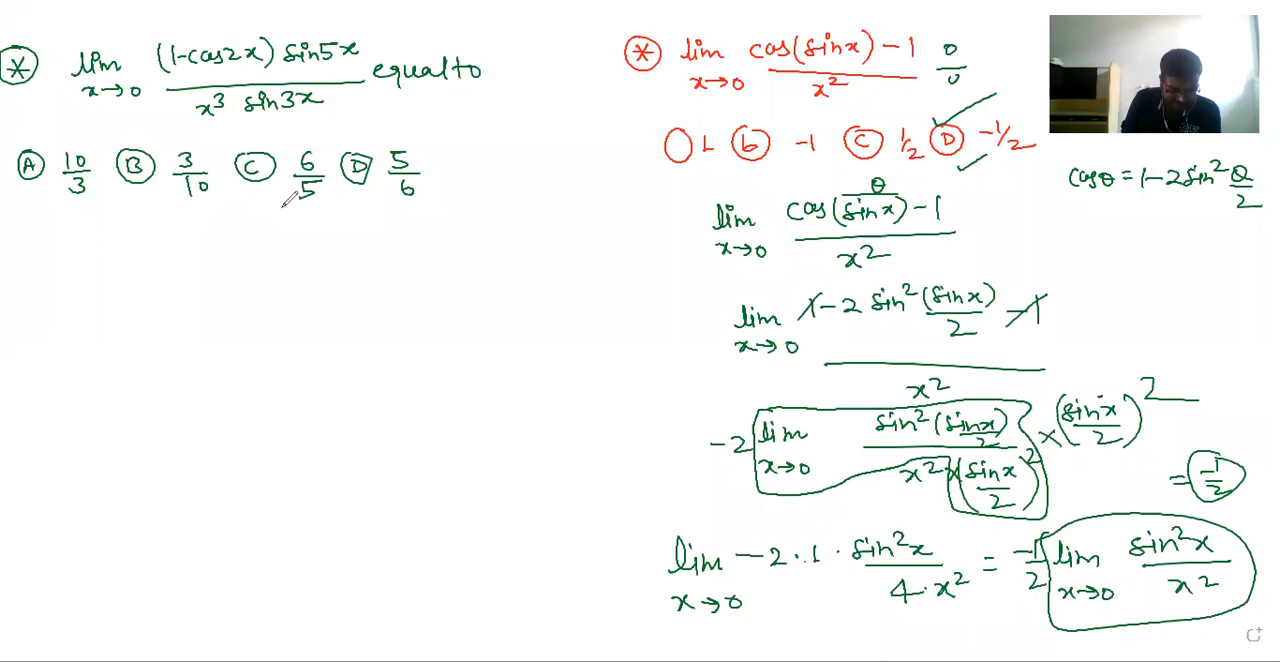 * lim x→0 (1-cos2x) sin5x / x³ sin3x equal to
(A) 10/3 (B) 3/10 (C) 6/5 (D) 5/6
* lim x→0 cos(sinx) - 1 / x² 0/0
1 (b) -1 (C) 1/2 (D) -1/2
cosθ = 1 - 2sin² θ/2
θ
lim x→0 cos(sinx) - 1 / x²
lim x→0 1 - 2 sin² (sinx)/2 - 1 / x²
-2 lim x→0 sin² (sinx/2) / x² × (sinx/2)² × (sinx/2)²
= -1/2
lim x→0 -2 · 1 · sin²x / 4·x² = -1/2 lim x→0 sin²x / x²